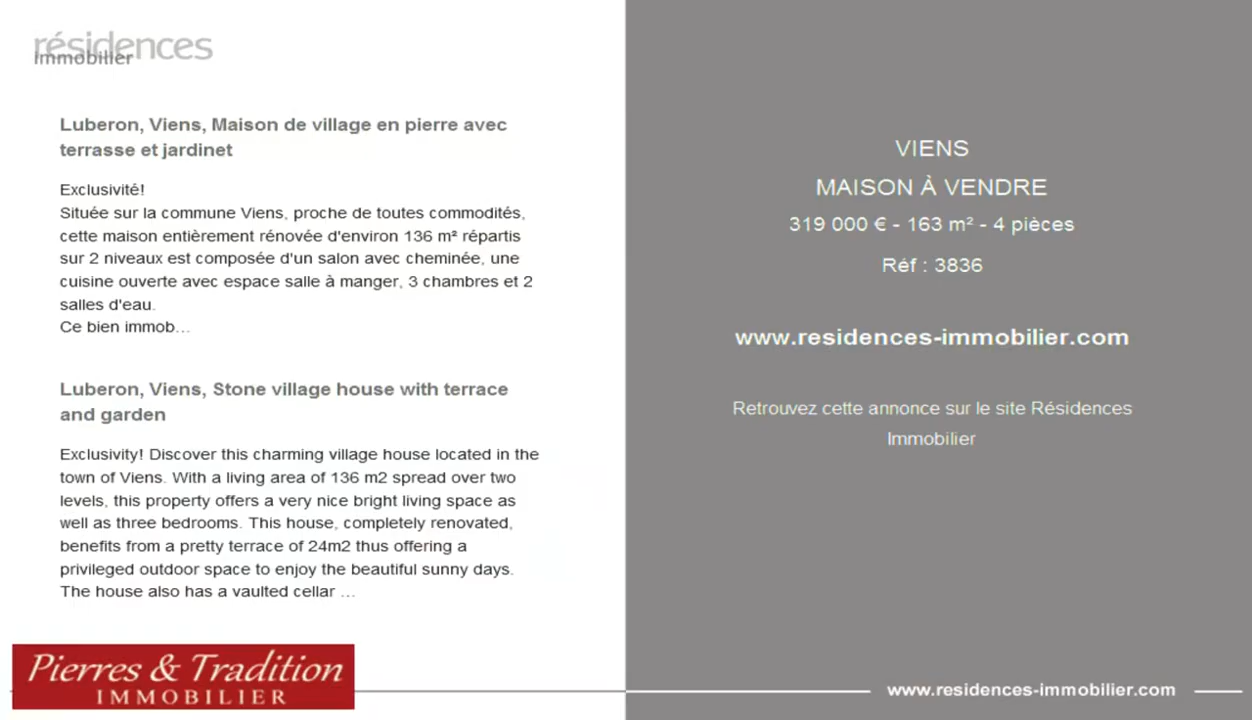 résidences
Immobilier
Luberon, Viens, Maison de village en pierre avec
terrasse et jardinet
Exclusivité!
Située sur la commune Viens, proche de toutes commodités,
cette maison entièrement rénovée d'environ 136 m² répartis
sur 2 niveaux est composée d'un salon avec cheminée, une
cuisine ouverte avec espace salle à manger, 3 chambres et 2
salles d'eau.
Ce bien immob...
Luberon, Viens, Stone village house with terrace
and garden
Exclusivity! Discover this charming village house located in the
town of Viens. With a living area of 136 m2 spread over two
levels, this property offers a very nice bright living space as
well as three bedrooms. This house, completely renovated,
benefits from a pretty terrace of 24m2 thus offering a
privileged outdoor space to enjoy the beautiful sunny days.
The house also has a vaulted cellar ...
Pierres & Tradition
IMMOBILIER
VIENS
MAISON À VENDRE
319 000 € - 163 m² - 4 pièces
Réf : 3836
www.residences-immobilier.com
Retrouvez cette annonce sur le site Résidences
Immobilier
www.residences-immobilier.com